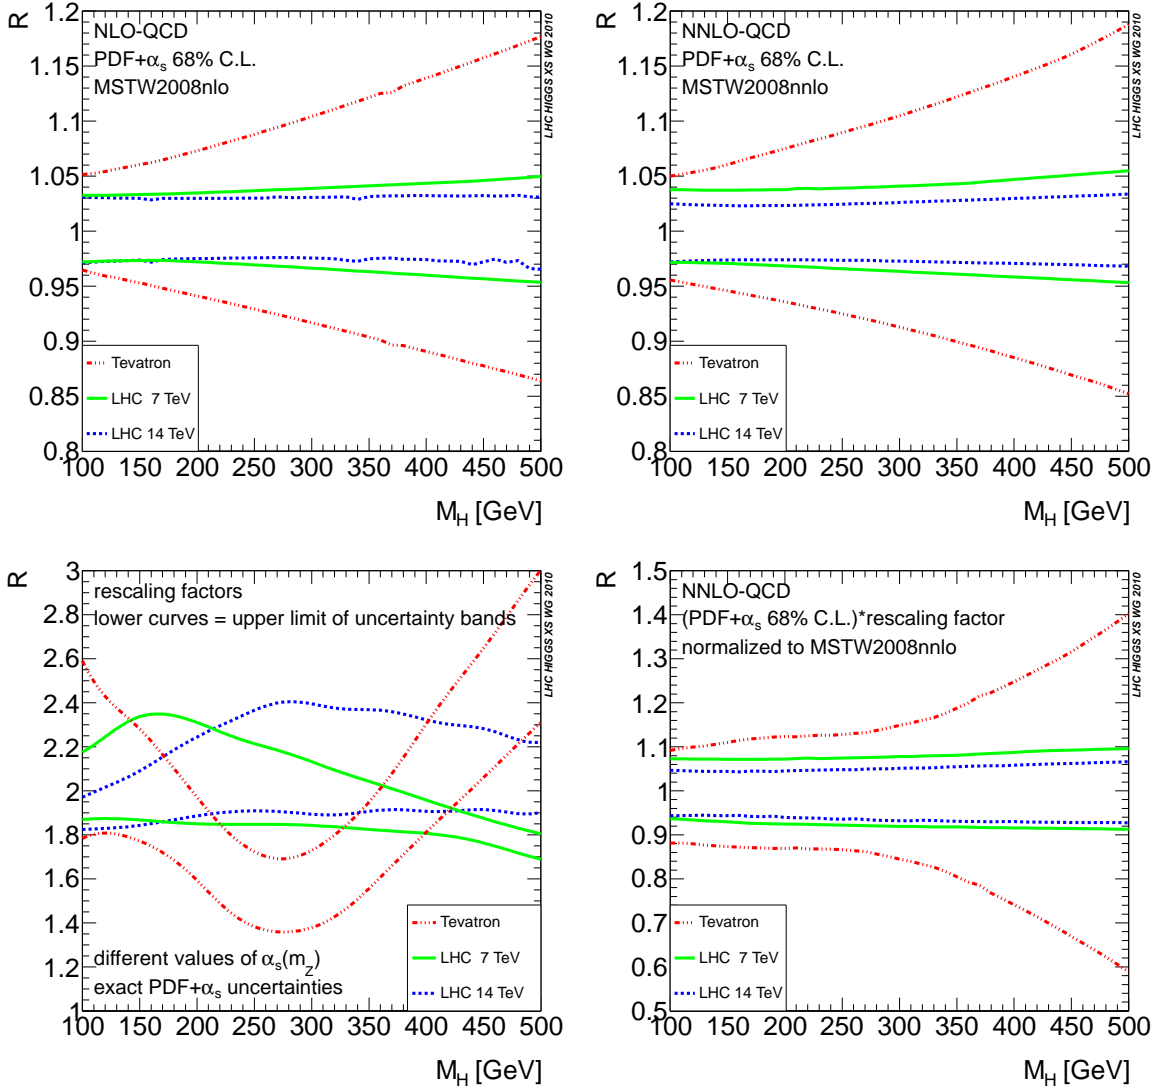 R
1.2
1.15
1.1
1.05
1
0.95
0.9
0.85
0.8
NLO-QCD
PDF+α_s 68% C.L.
MSTW2008nlo
LHC HIGGS XS WG 2010
Tevatron
LHC 7 TeV
LHC 14 TeV
100 150 200 250 300 350 400 450 500
M_H [GeV]
R
1.2
1.15
1.1
1.05
1
0.95
0.9
0.85
0.8
NNLO-QCD
PDF+α_s 68% C.L.
MSTW2008nnlo
LHC HIGGS XS WG 2010
Tevatron
LHC 7 TeV
LHC 14 TeV
100 150 200 250 300 350 400 450 500
M_H [GeV]
R
3
2.8
2.6
2.4
2.2
2
1.8
1.6
1.4
1.2
1
rescaling factors
lower curves = upper limit of uncertainty bands
LHC HIGGS XS WG 2010
different values of α_s(m_Z)
exact PDF+α_s uncertainties
Tevatron
LHC 7 TeV
LHC 14 TeV
100 150 200 250 300 350 400 450 500
M_H [GeV]
R
1.5
1.4
1.3
1.2
1.1
1
0.9
0.8
0.7
0.6
0.5
NNLO-QCD
(PDF+α_s 68% C.L.)*rescaling factor
normalized to MSTW2008nnlo
LHC HIGGS XS WG 2010
Tevatron
LHC 7 TeV
LHC 14 TeV
100 150 200 250 300 350 400 450 500
M_H [GeV]